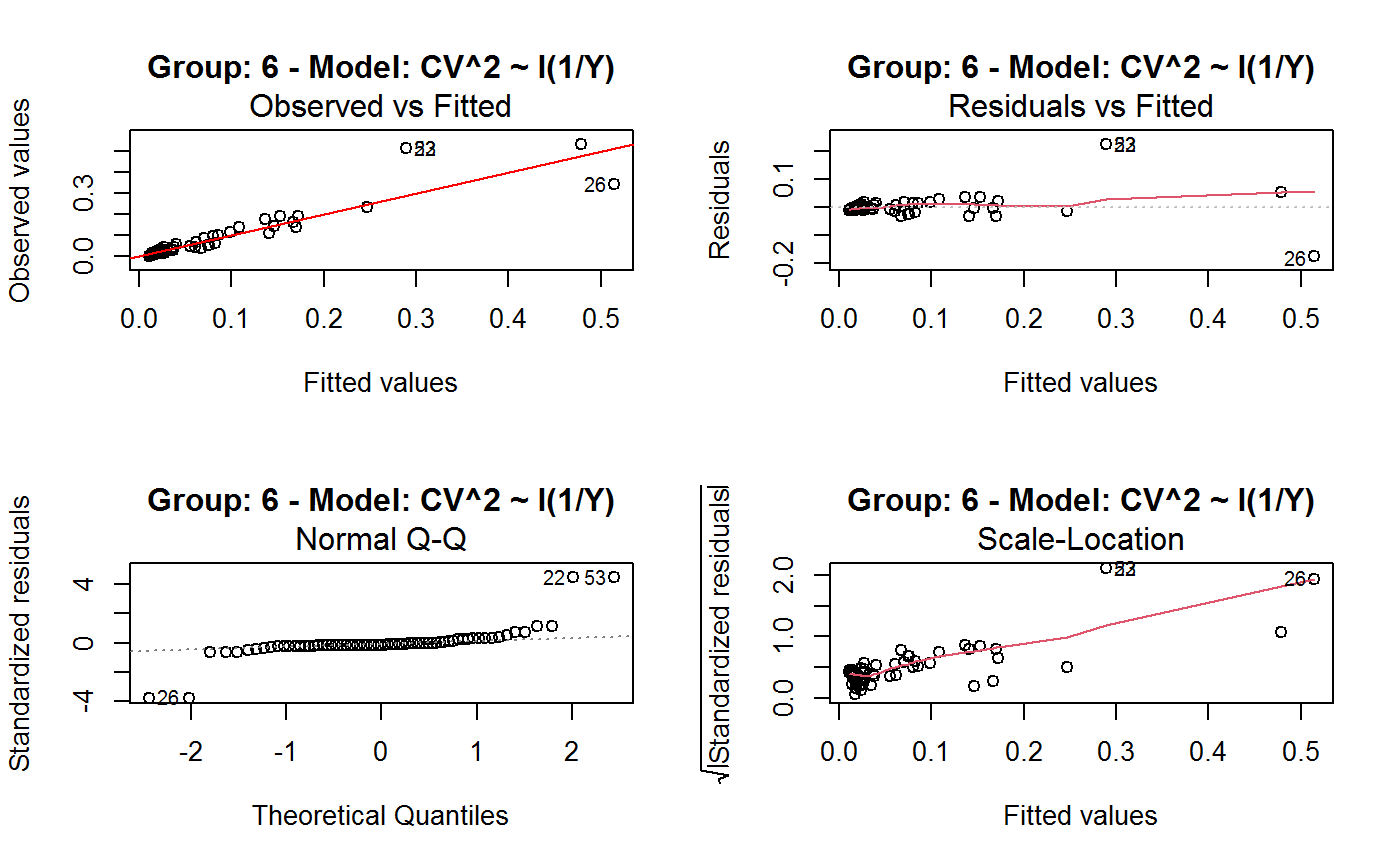 Group: 6 - Model: CV^2 ~ I(1/Y)
Observed vs Fitted
Observed values
0.3
0.0
26
0.0 0.1 0.2 0.3 0.4 0.5
Fitted values
Group: 6 - Model: CV^2 ~ I(1/Y)
Residuals vs Fitted
Residuals
0.1
-0.2
26
0.0 0.1 0.2 0.3 0.4 0.5
Fitted values
Group: 6 - Model: CV^2 ~ I(1/Y)
Normal Q-Q
Standardized residuals
4
0
-4
22 53
26
-2 -1 0 1 2
Theoretical Quantiles
Group: 6 - Model: CV^2 ~ I(1/Y)
Scale-Location
√|Standardized residuals|
2.0
1.0
0.0
26
0.0 0.1 0.2 0.3 0.4 0.5
Fitted values